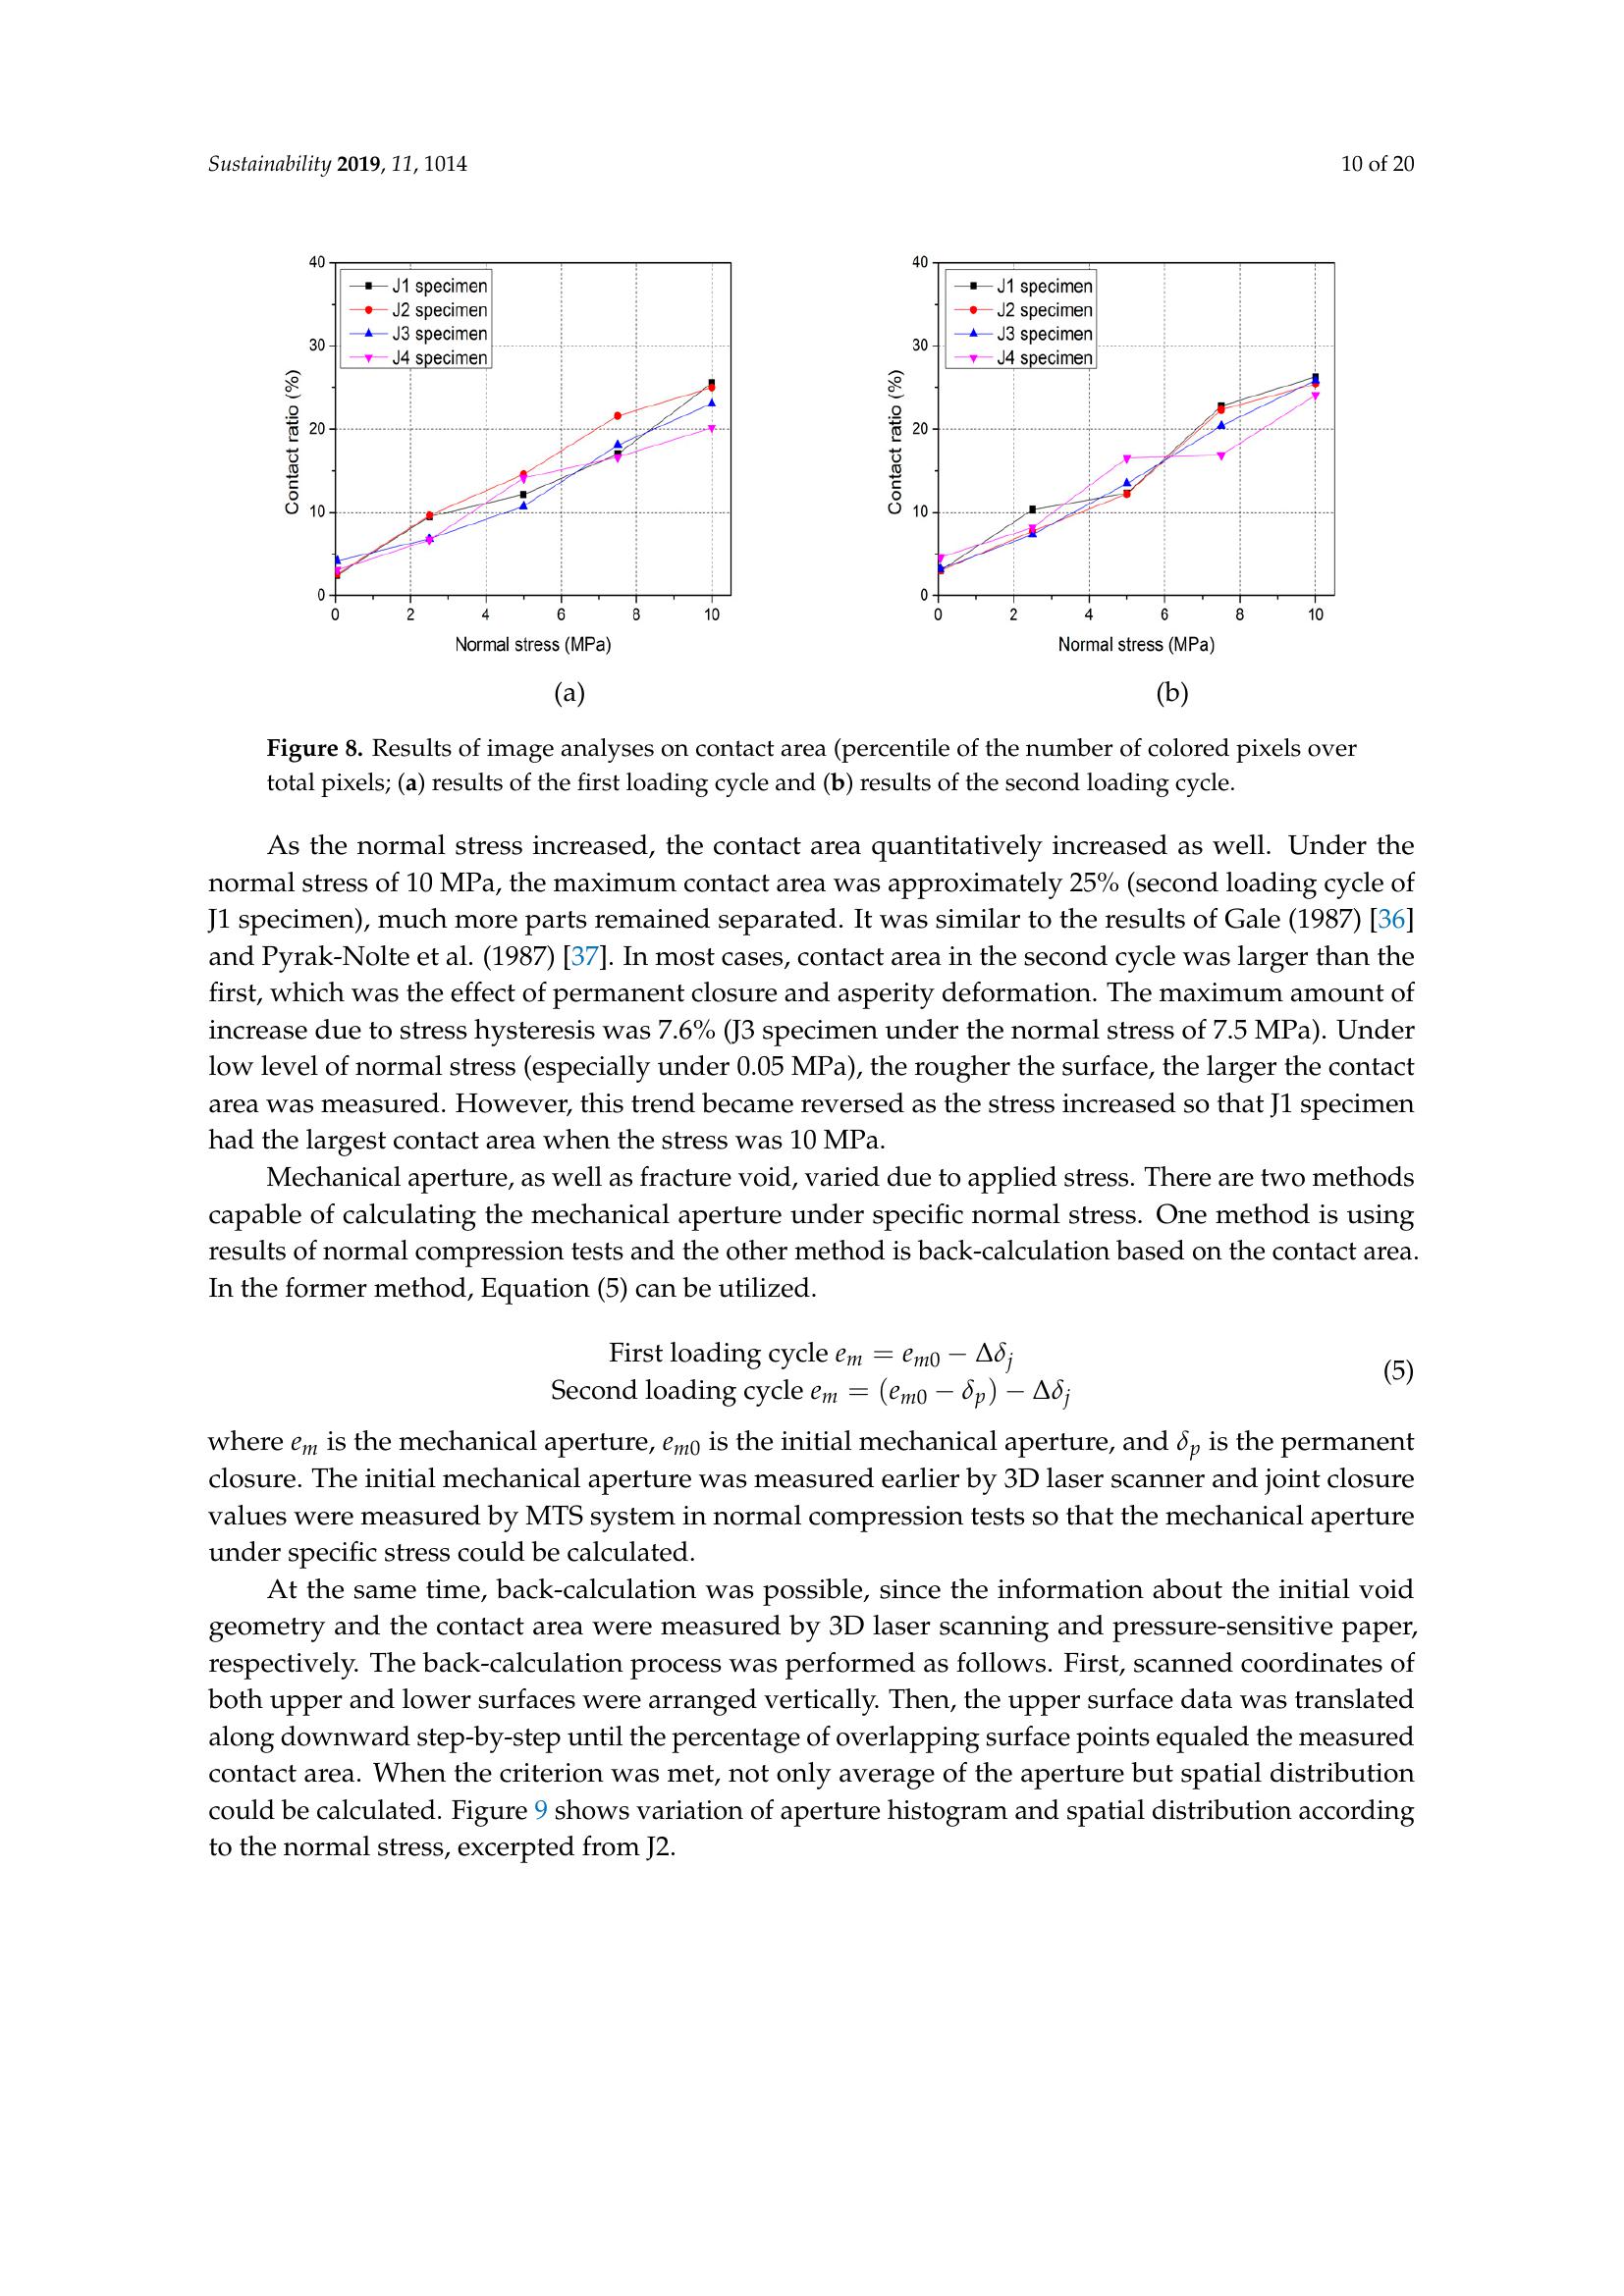 Sustainability 2019, 11, 1014
10 of 20
40
30
20
10
0
Contact ratio (%)
J1 specimen
J2 specimen
J3 specimen
J4 specimen
0 2 4 6 8 10
Normal stress (MPa)
(a)
40
30
20
10
0
Contact ratio (%)
J1 specimen
J2 specimen
J3 specimen
J4 specimen
0 2 4 6 8 10
Normal stress (MPa)
(b)
Figure 8. Results of image analyses on contact area (percentile of the number of colored pixels over
total pixels; (a) results of the first loading cycle and (b) results of the second loading cycle.
As the normal stress increased, the contact area quantitatively increased as well. Under the
normal stress of 10 MPa, the maximum contact area was approximately 25% (second loading cycle of
J1 specimen), much more parts remained separated. It was similar to the results of Gale (1987) [36]
and Pyrak-Nolte et al. (1987) [37]. In most cases, contact area in the second cycle was larger than the
first, which was the effect of permanent closure and asperity deformation. The maximum amount of
increase due to stress hysteresis was 7.6% (J3 specimen under the normal stress of 7.5 MPa). Under
low level of normal stress (especially under 0.05 MPa), the rougher the surface, the larger the contact
area was measured. However, this trend became reversed as the stress increased so that J1 specimen
had the largest contact area when the stress was 10 MPa.
Mechanical aperture, as well as fracture void, varied due to applied stress. There are two methods
capable of calculating the mechanical aperture under specific normal stress. One method is using
results of normal compression tests and the other method is back-calculation based on the contact area.
In the former method, Equation (5) can be utilized.
First loading cycle e_m = e_m0 − Δδ_j
Second loading cycle e_m = (e_m0 − δ_p) − Δδ_j
(5)
where e_m is the mechanical aperture, e_m0 is the initial mechanical aperture, and δ_p is the permanent
closure. The initial mechanical aperture was measured earlier by 3D laser scanner and joint closure
values were measured by MTS system in normal compression tests so that the mechanical aperture
under specific stress could be calculated.
At the same time, back-calculation was possible, since the information about the initial void
geometry and the contact area were measured by 3D laser scanning and pressure-sensitive paper,
respectively. The back-calculation process was performed as follows. First, scanned coordinates of
both upper and lower surfaces were arranged vertically. Then, the upper surface data was translated
along downward step-by-step until the percentage of overlapping surface points equaled the measured
contact area. When the criterion was met, not only average of the aperture but spatial distribution
could be calculated. Figure 9 shows variation of aperture histogram and spatial distribution according
to the normal stress, excerpted from J2.